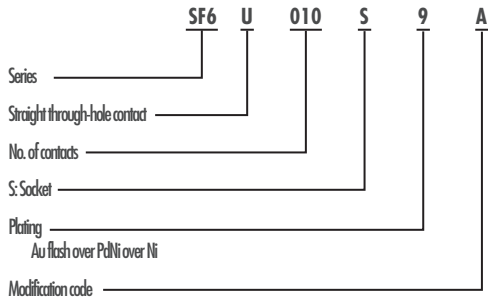 SF6 U 010 S 9 A
Series
Straight through-hole contact
No. of contacts
S: Socket
Plating
Au flash over PdNi over Ni
Modification code